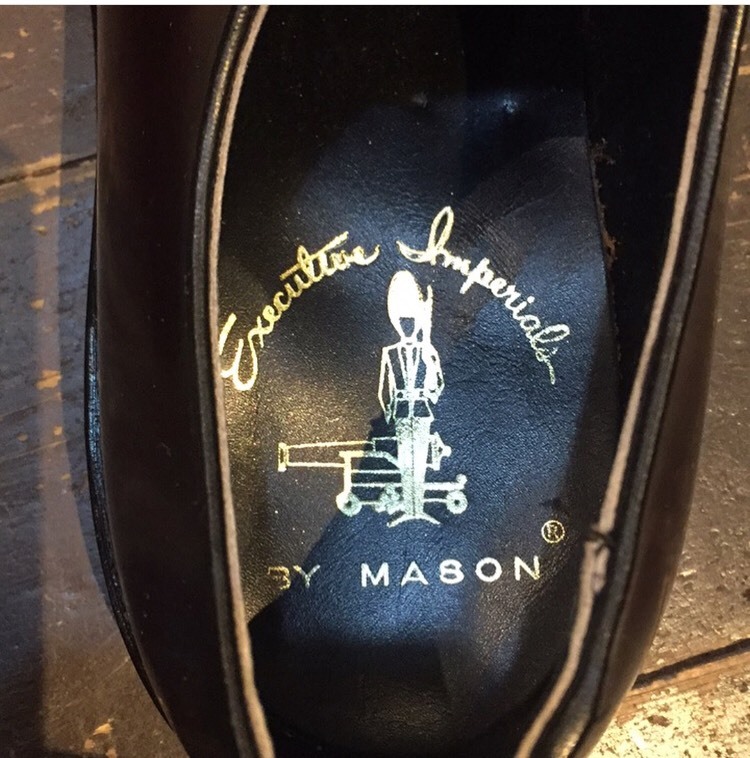 Executive Imperials
BY MASON ®